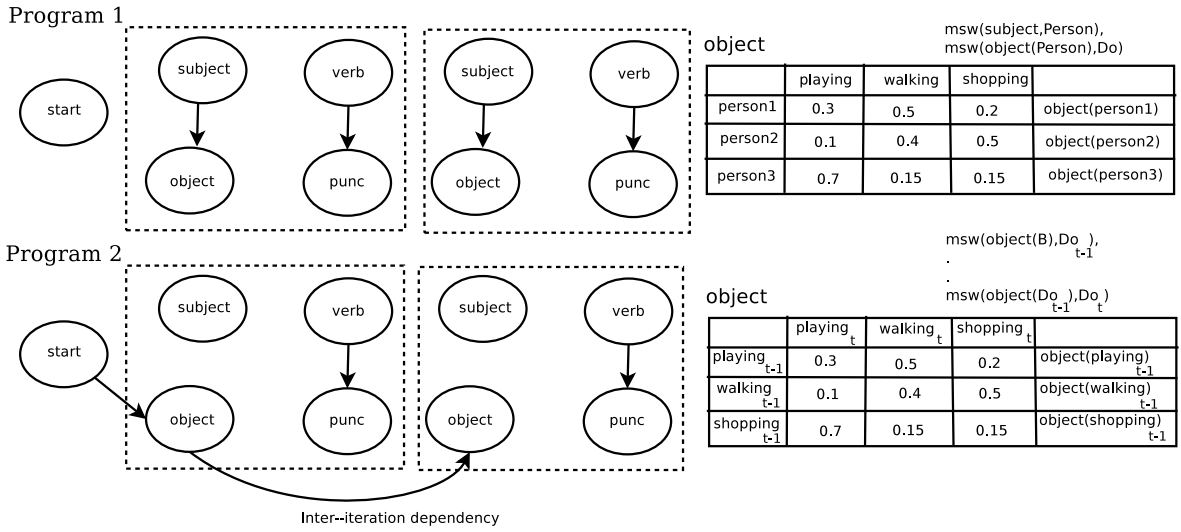 Program 1
start
subject
verb
subject
verb
object
punc
object
punc
object
msw(subject,Person),
msw(object(Person),Do)
playing walking shopping
person1 0.3 0.5 0.2 object(person1)
person2 0.1 0.4 0.5 object(person2)
person3 0.7 0.15 0.15 object(person3)
Program 2
start
subject
verb
subject
verb
object
punc
object
punc
Inter--iteration dependency
msw(object(B),Do t-1),
.
.
msw(object(Do t-1),Do t)
object
playing t walking t shopping t
playing t-1 0.3 0.5 0.2 object(playing) t-1
walking t-1 0.1 0.4 0.5 object(walking) t-1
shopping t-1 0.7 0.15 0.15 object(shopping) t-1